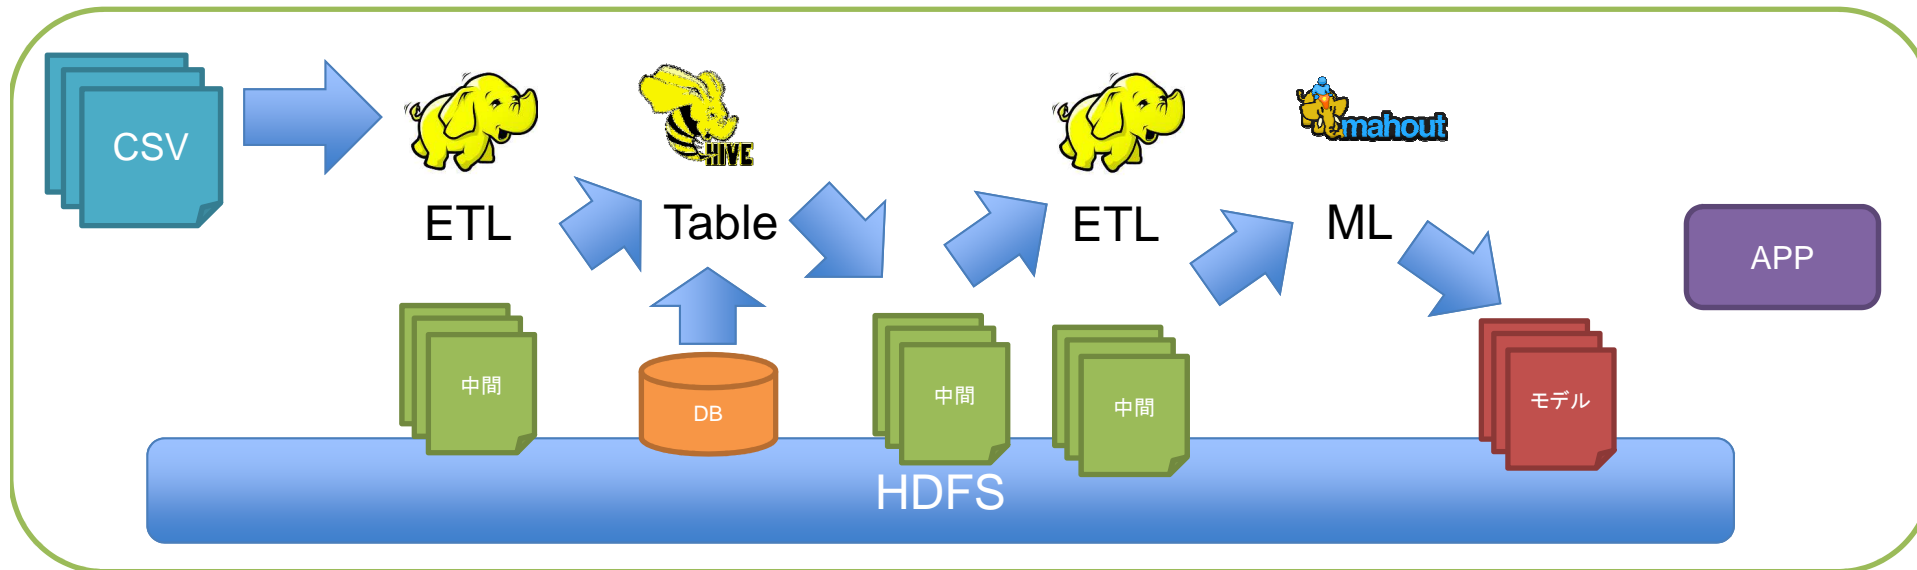 CSV
HIVE
mahout
ETL
Table
ETL
ML
APP
中間
DB
中間
中間
モデル
HDFS